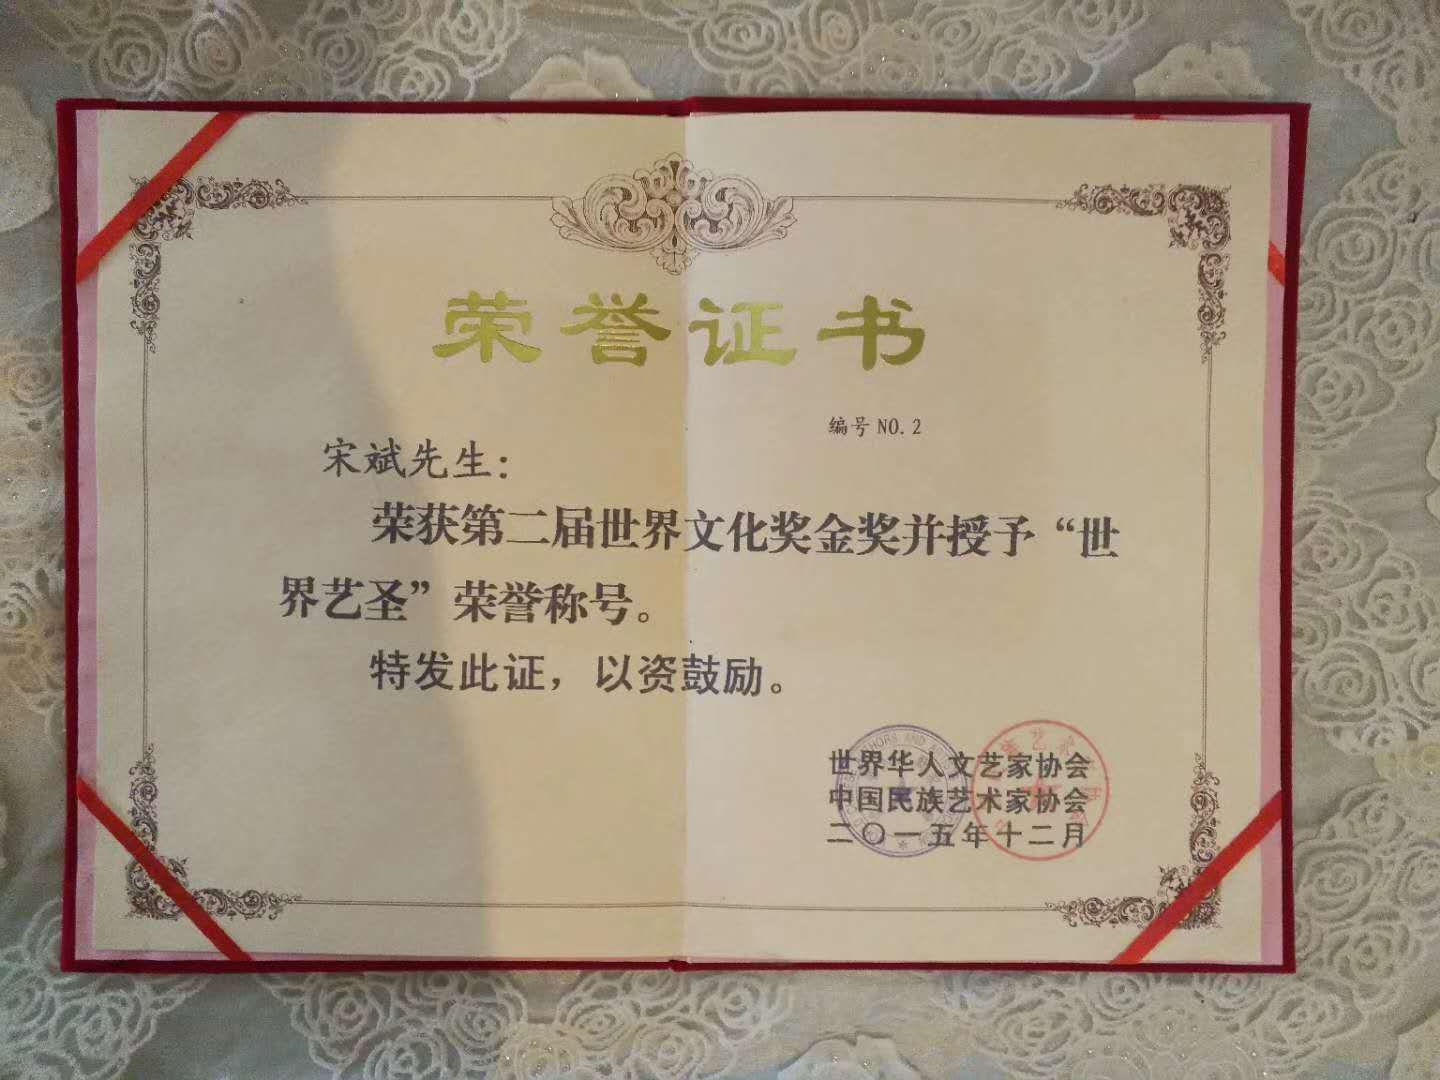 荣誉证书
编号 NO.2
宋斌先生：
荣获第二届世界文化奖金奖并授予“世
界艺圣”荣誉称号。
特发此证，以资鼓励。
世界华人文艺家协会
中国民族艺术家协会
二〇一五年十二月